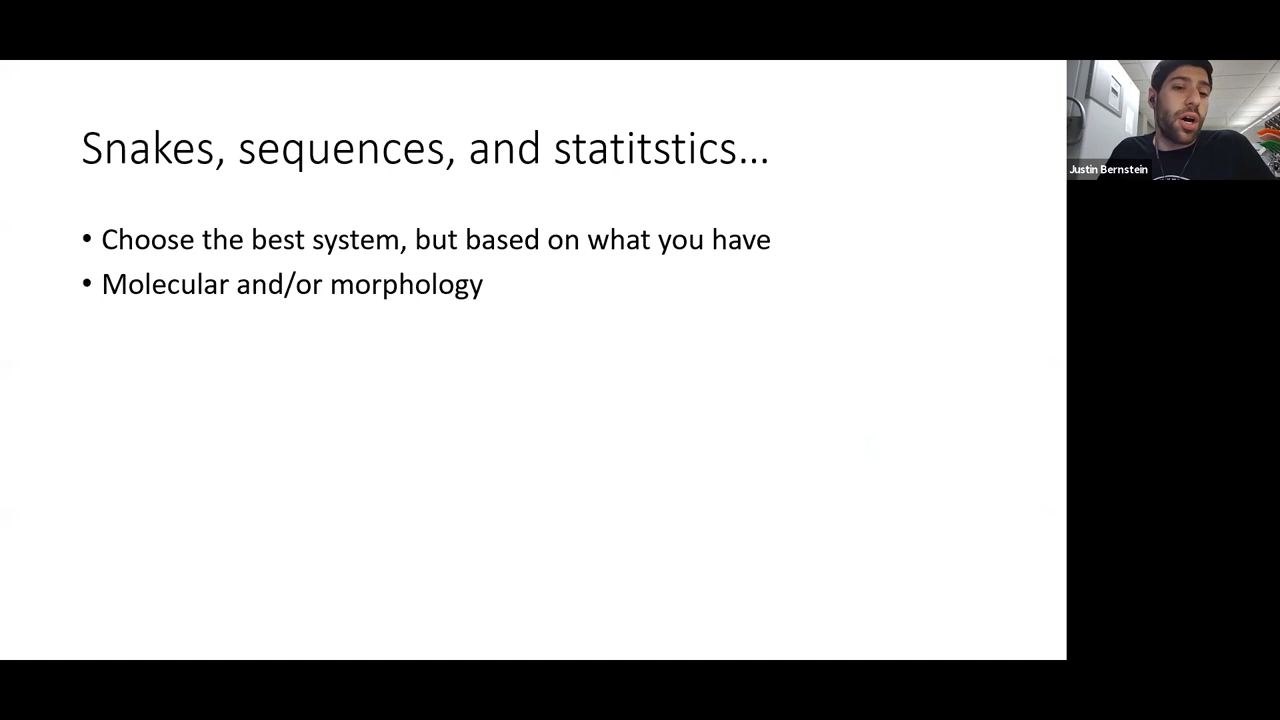 Snakes, sequences, and statitstics...
• Choose the best system, but based on what you have
• Molecular and/or morphology
Justin Bernstein